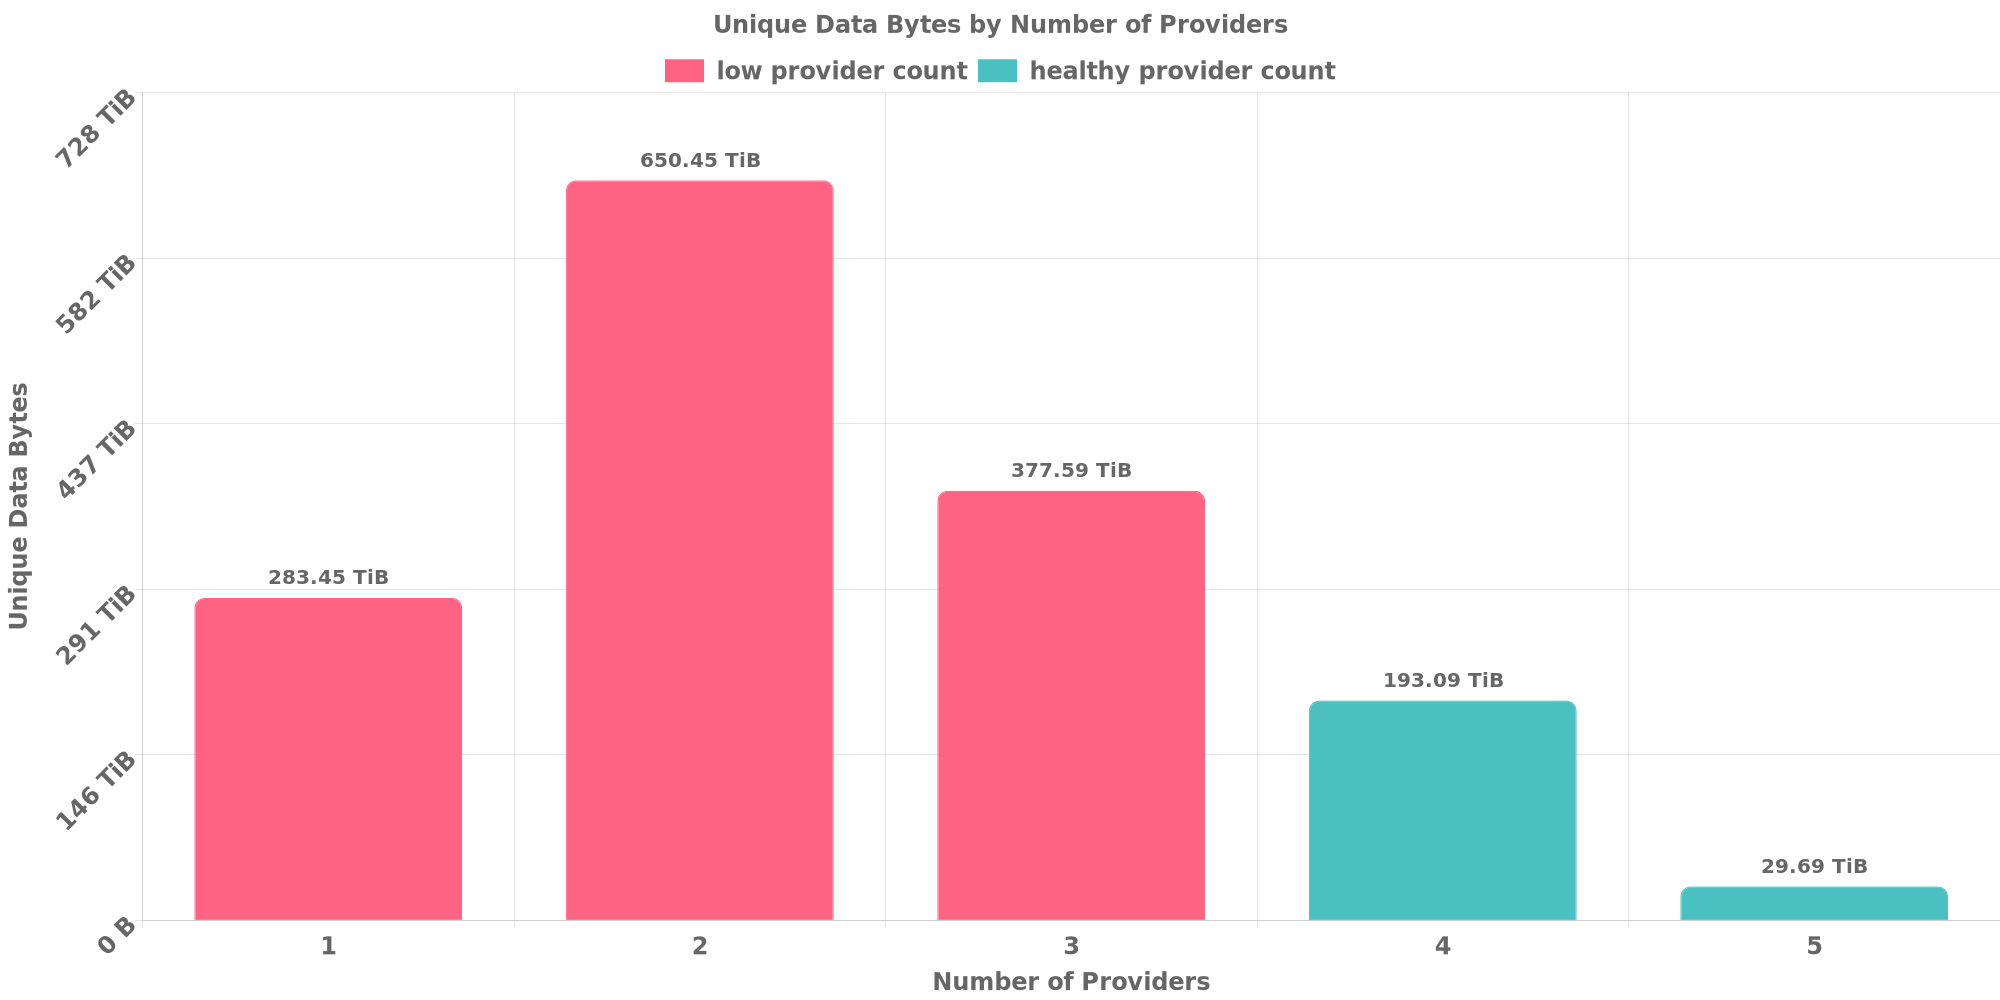 Unique Data Bytes by Number of Providers
low provider count healthy provider count
728 TiB
582 TiB
437 TiB
291 TiB
146 TiB
0 B
Unique Data Bytes
283.45 TiB
650.45 TiB
377.59 TiB
193.09 TiB
29.69 TiB
1 2 3 4 5
Number of Providers